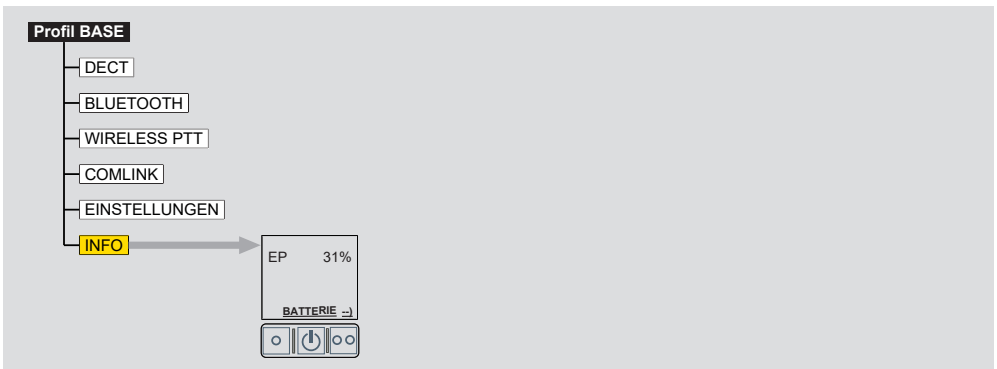 Profil BASE
DECT
BLUETOOTH
WIRELESS PTT
COMLINK
EINSTELLUNGEN
INFO
EP 31%
BATTERIE --)